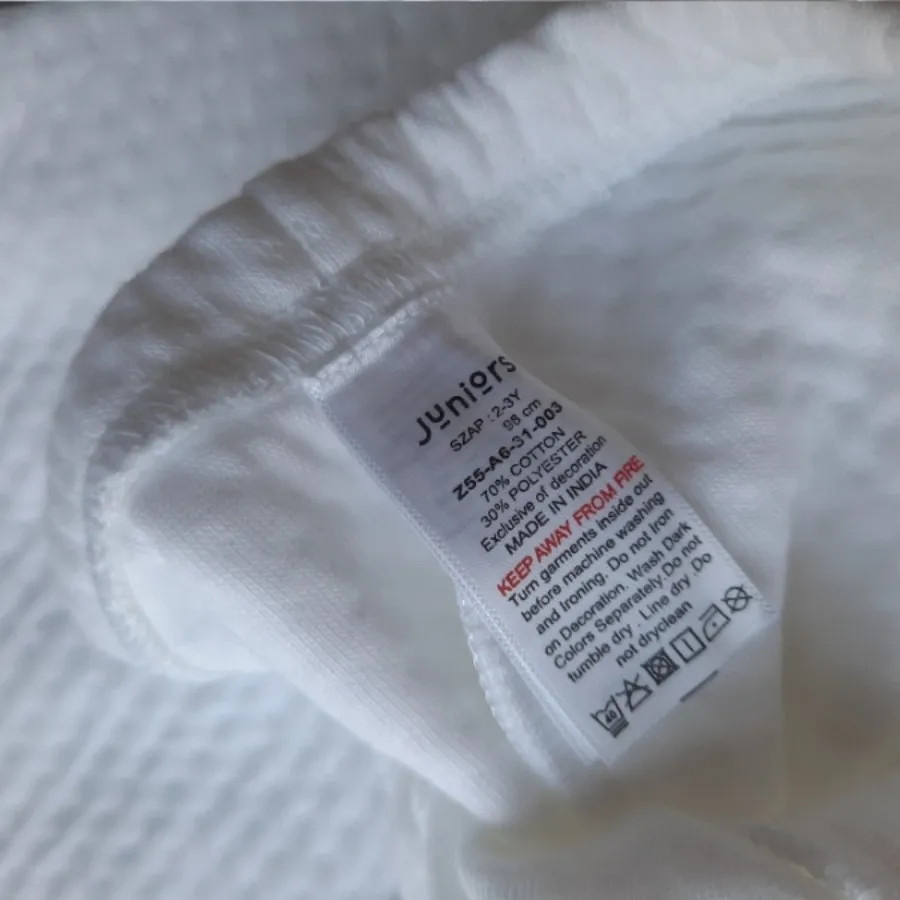 Juniors
SZAP : 2-3Y
98 cm
Z55-A6-31-003
70% COTTON
30% POLYESTER
Exclusive of decoration
MADE IN INDIA
KEEP AWAY FROM FIRE
Turn garments inside out
before machine washing
and Ironing. Do not Iron
on Decoration. Wash Dark
Colors Separately.Do not
tumble dry . Line dry .Do
not dryclean
40